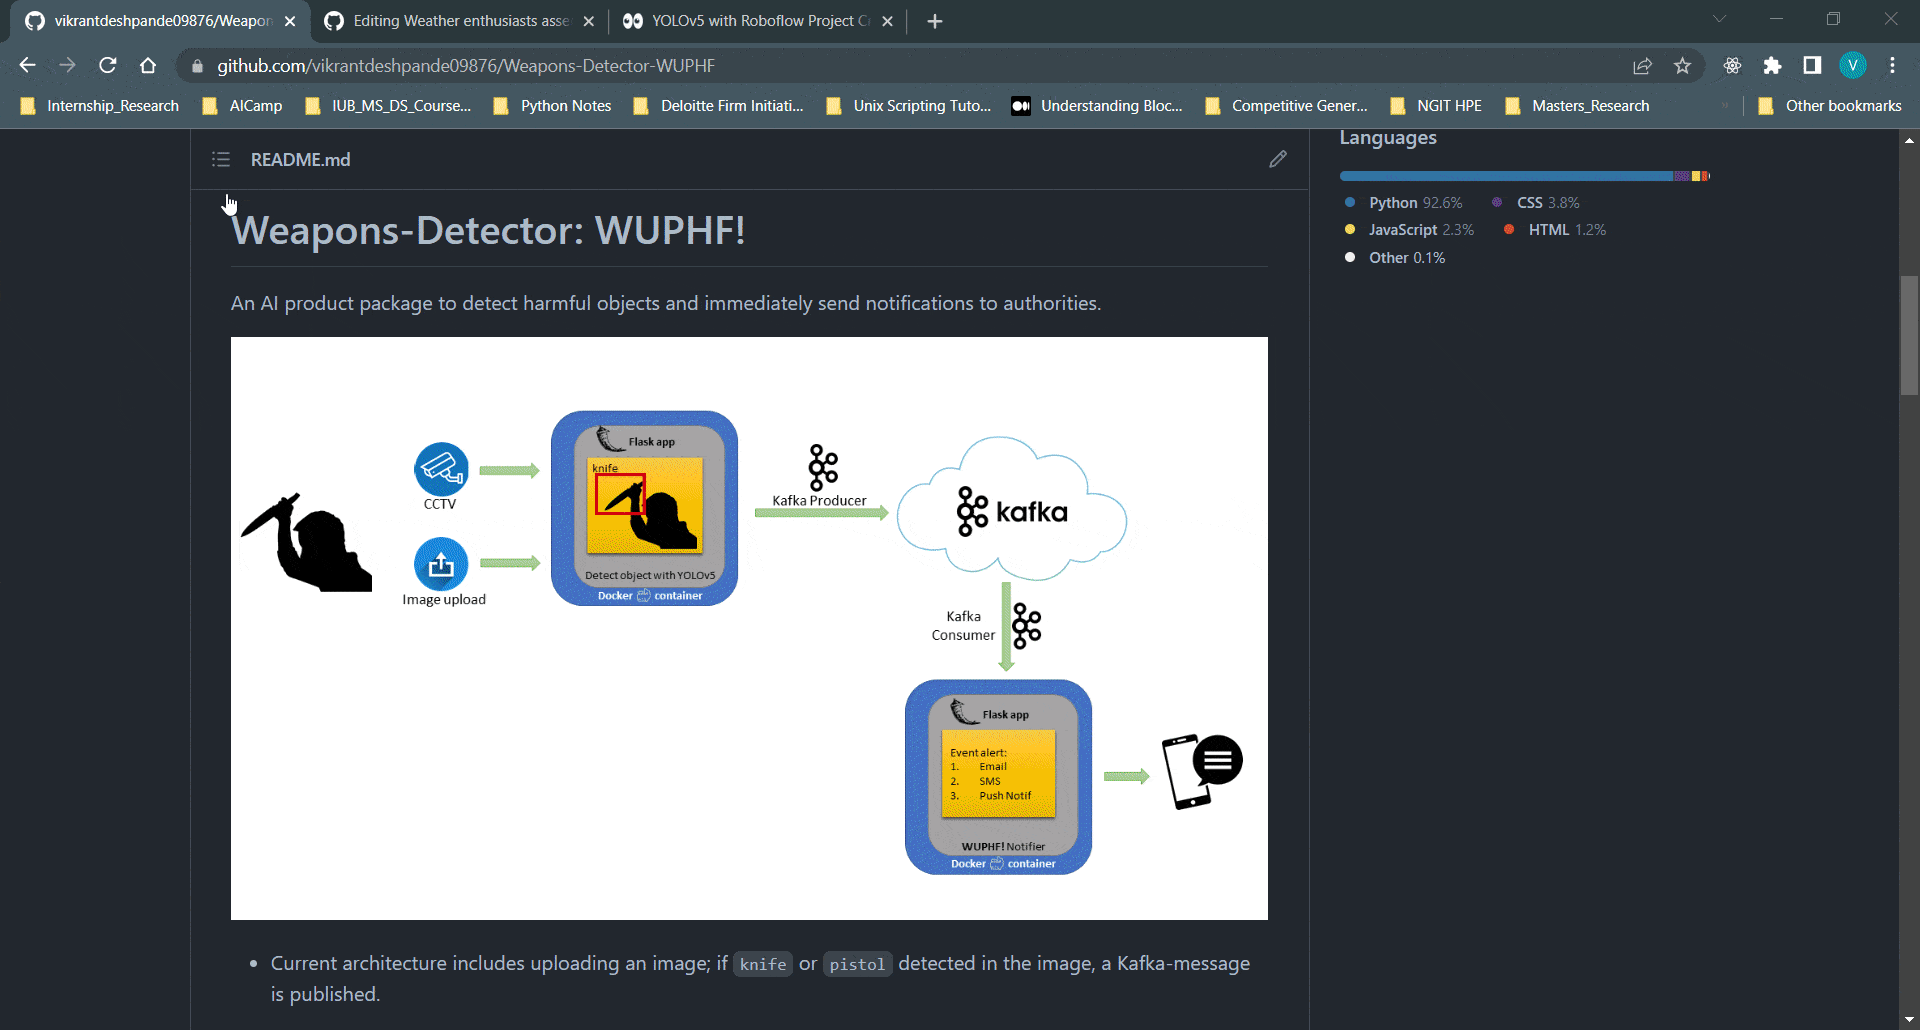 vikrantdeshpande09876/Weapon
Editing Weather enthusiasts asse
YOLOv5 with Roboflow Project C
github.com/vikrantdeshpande09876/Weapons-Detector-WUPHF
V
Internship_Research
AICamp
IUB_MS_DS_Course...
Python Notes
Deloitte Firm Initiati...
Unix Scripting Tuto...
Understanding Bloc...
Competitive Gener...
NGIT HPE
Masters_Research
»
Other bookmarks
README.md
Weapons-Detector: WUPHF!
An AI product package to detect harmful objects and immediately send notifications to authorities.
CCTV
Image upload
Flask app
knife
Detect object with YOLOv5
Docker container
Kafka Producer
kafka
Kafka
Consumer
Flask app
Event alert:
1. Email
2. SMS
3. Push Notif
WUPHF! Notifier
Docker container
• Current architecture includes uploading an image; if knife or pistol detected in the image, a Kafka-message
is published.
Languages
Python 92.6%
CSS 3.8%
JavaScript 2.3%
HTML 1.2%
Other 0.1%